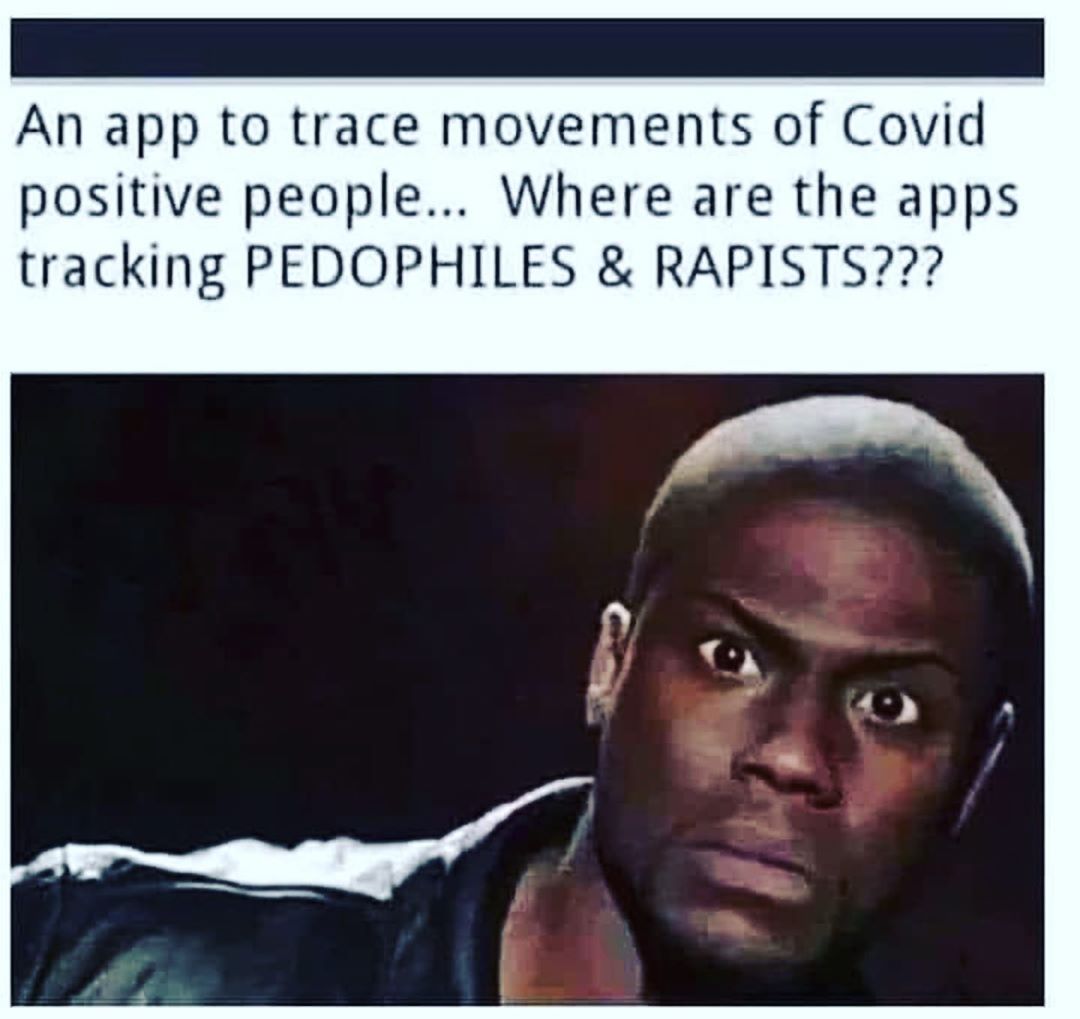 An app to trace movements of Covid
positive people... Where are the apps
tracking PEDOPHILES & RAPISTS???